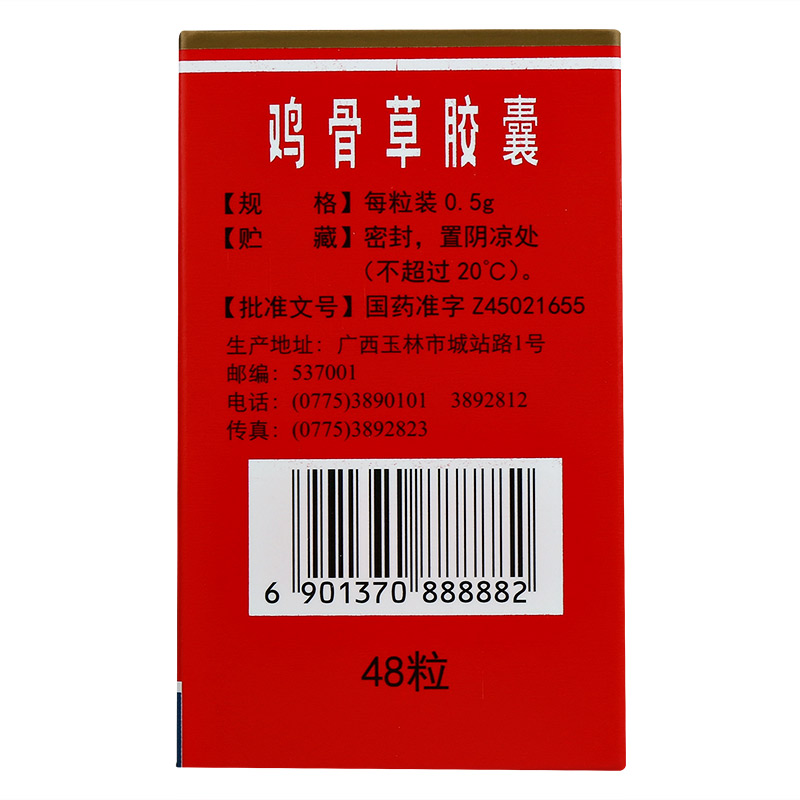 鸡骨草胶囊
【规　　格】每粒装 0.5g
【贮　　藏】密封，置阴凉处
（不超过 20℃）。
【批准文号】国药准字 Z45021655
生产地址：广西玉林市城站路1号
邮编：537001
电话：(0775)3890101　3892812
传真：(0775)3892823
6 901370 888882
48粒